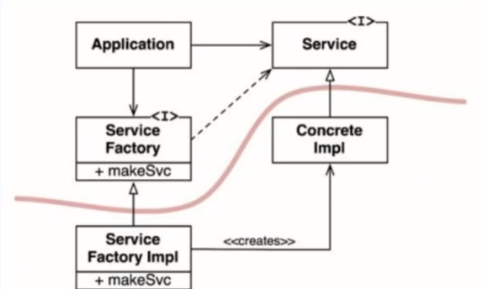 <I>
Application
Service
<I>
Service
Factory
+ makeSvc
Concrete
Impl
<<creates>>
Service
Factory Impl
+ makeSvc